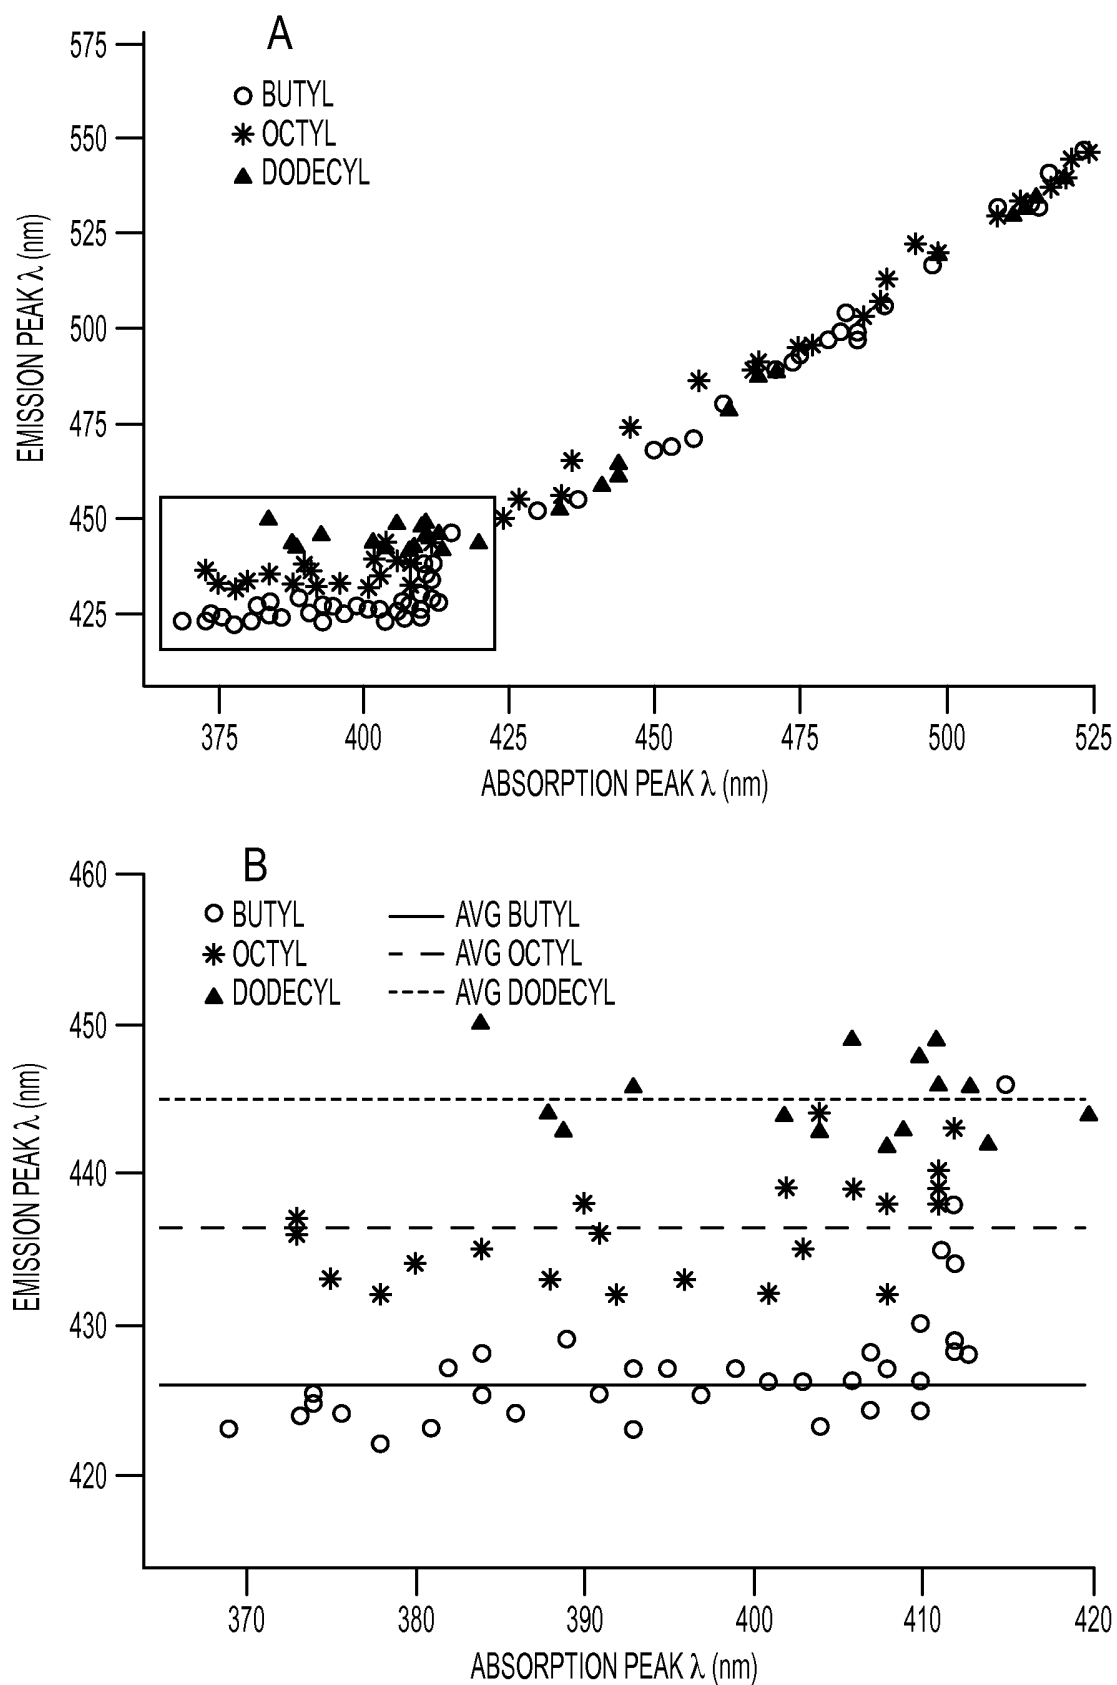 A
BUTYL
OCTYL
DODECYL
575
550
525
500
475
450
425
EMISSION PEAK λ (nm)
375 400 425 450 475 500 525
ABSORPTION PEAK λ (nm)
B
BUTYL AVG BUTYL
OCTYL AVG OCTYL
DODECYL AVG DODECYL
460
450
440
430
420
EMISSION PEAK λ (nm)
370 380 390 400 410 420
ABSORPTION PEAK λ (nm)